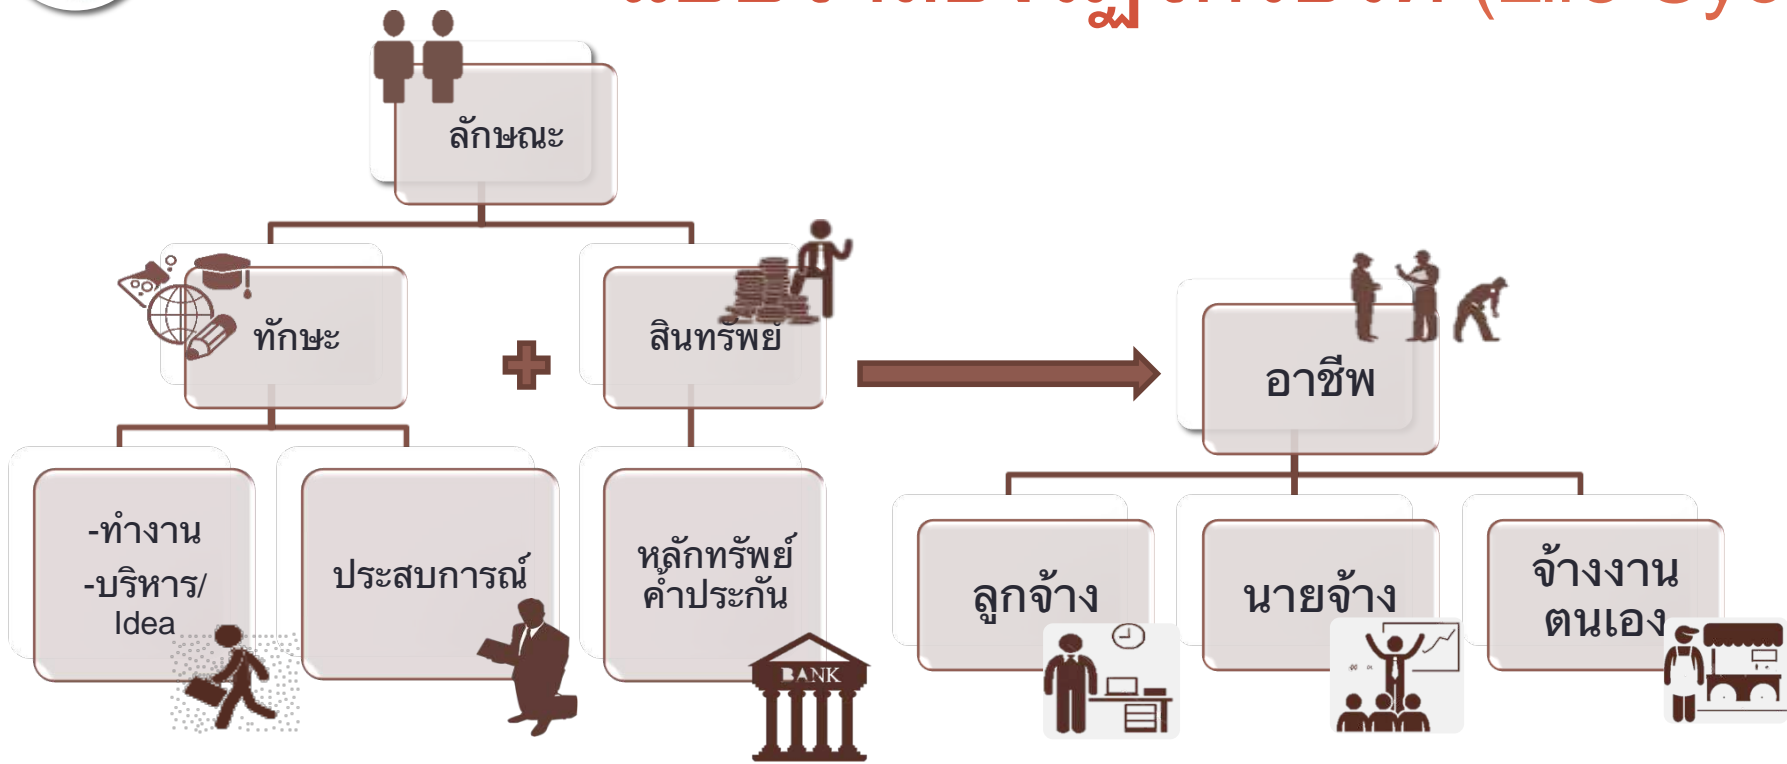 (Life Cyc
ลักษณะ
ทักษะ
สินทรัพย์
อาชีพ
-ทำงาน
-บริหาร/
Idea
ประสบการณ์
หลักทรัพย์
ค้ำประกัน
BANK
ลูกจ้าง
นายจ้าง
จ้างงาน
ตนเอง